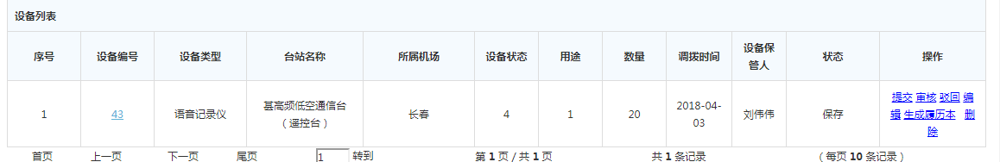 设备列表
序号 设备编号 设备类型 台站名称 所属机场 设备状态 用途 数量 调拨时间 设备保管人 状态 操作
1 43 语音记录仪 甚高频低空通信台（遥控台） 长春 4 1 20 2018-04-03 刘伟伟 保存 提交 审核 驳回 编辑 生成履历本 删除
首页 上一页 下一页 尾页 1 转到 第 1 页 / 共 1 页 共 1 条记录 （每页 10 条记录）